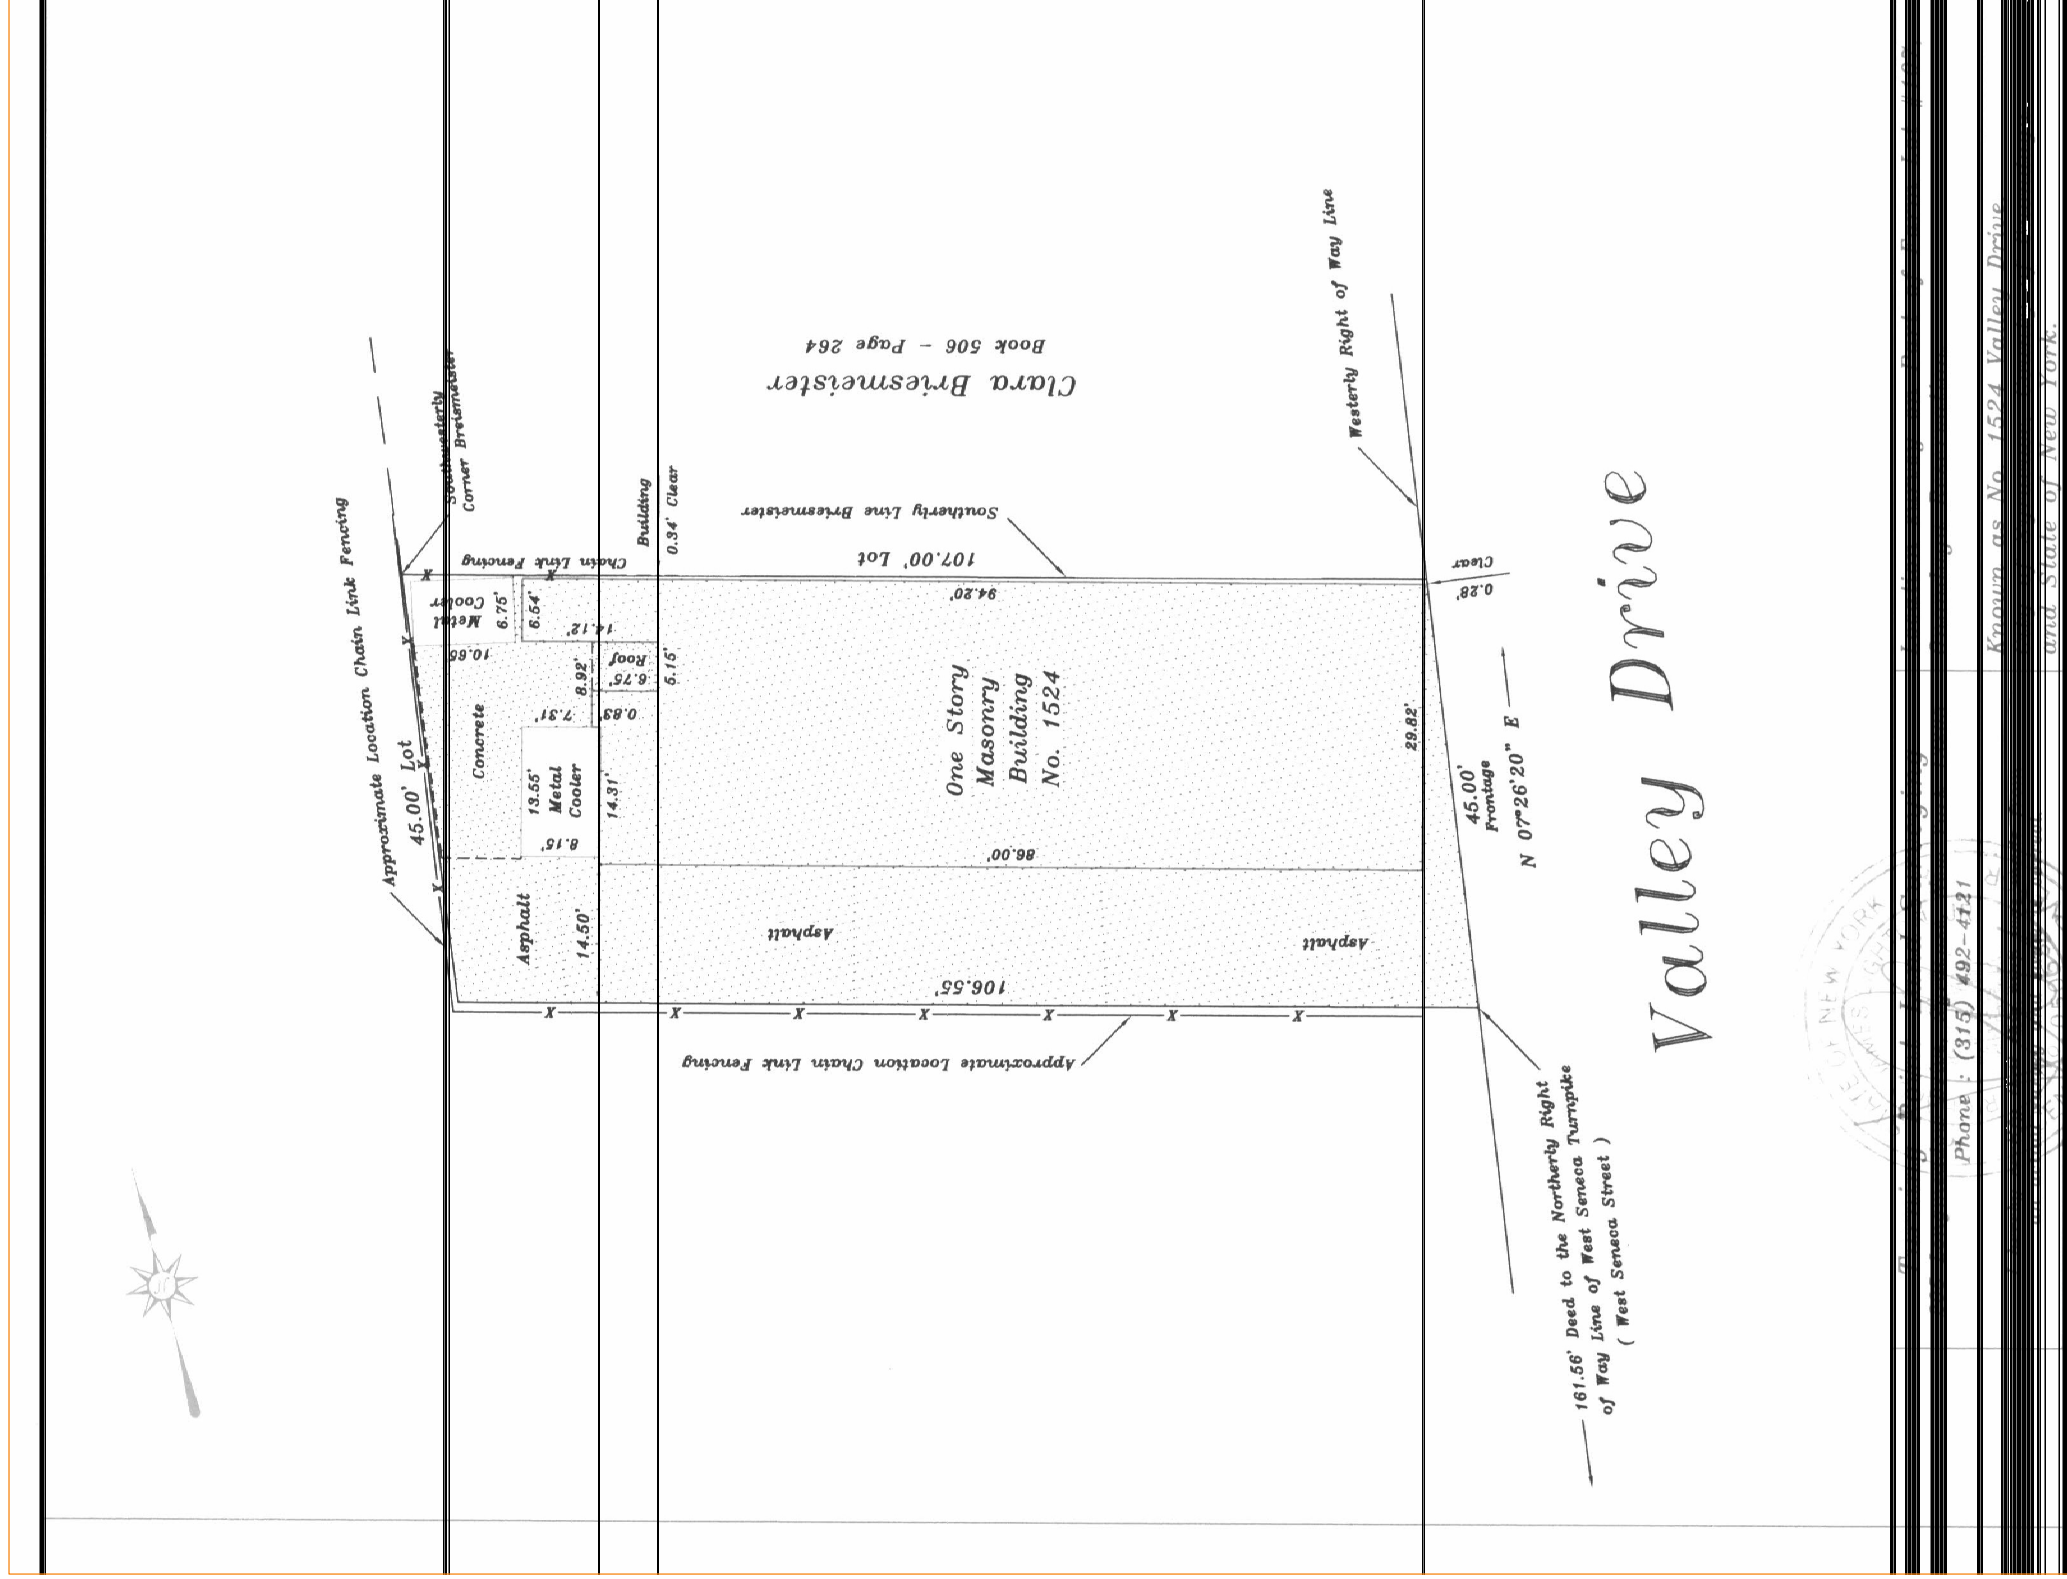 Approximate Location Chain Link Fencing
45.00' Lot
Southwesterly
Corner Breismeister
Chain Link Fencing
Building
0.34' Clear
Book 506 - Page 264
Clara Briesmeister
Southerly Line Briesmeister
107.00' Lot
94.20'
Westerly Right of Way Line
0.28'
Clear
Metal
Cooler
6.75'
6.54'
14.12'
10.65
8.92'
Roof
6.75'
5.15'
7.31'
0.83'
Concrete
13.55'
Metal
Cooler
8.15'
14.31'
One Story
Masonry
Building
No. 1524
29.82'
86.00'
45.00'
Frontage
N 07°26'20" E
Asphalt
14.50'
Asphalt
Asphalt
106.55'
Approximate Location Chain Link Fencing
Valley Drive
161.56' Deed to the Northerly Right
of Way Line of West Seneca Turnpike
( West Seneca Street )
Phone : (315) 492-4121
Known as No. 1524 Valley Drive
and State of New York.